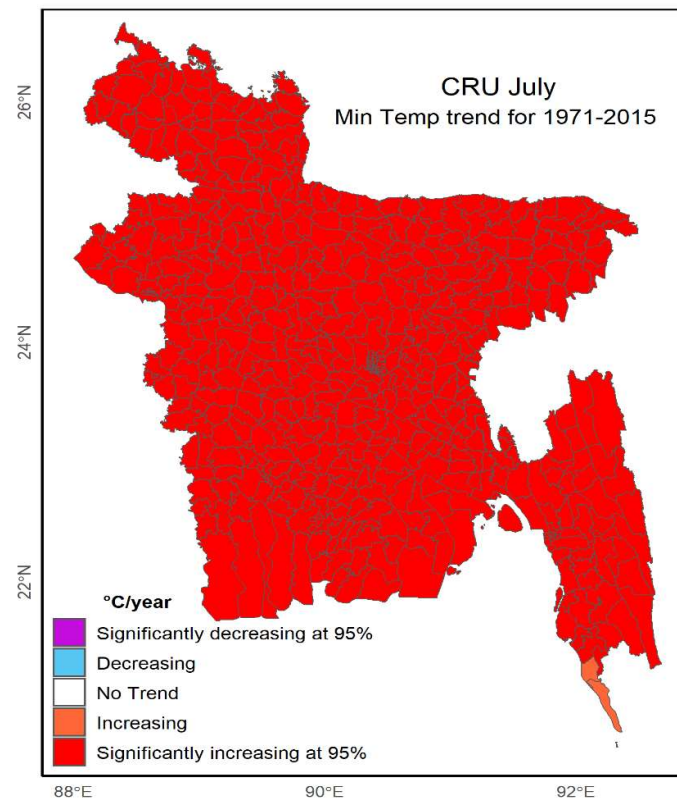 CRU July
Min Temp trend for 1971-2015
26°N
24°N
22°N
°C/year
Significantly decreasing at 95%
Decreasing
No Trend
Increasing
Significantly increasing at 95%
88°E
90°E
92°E